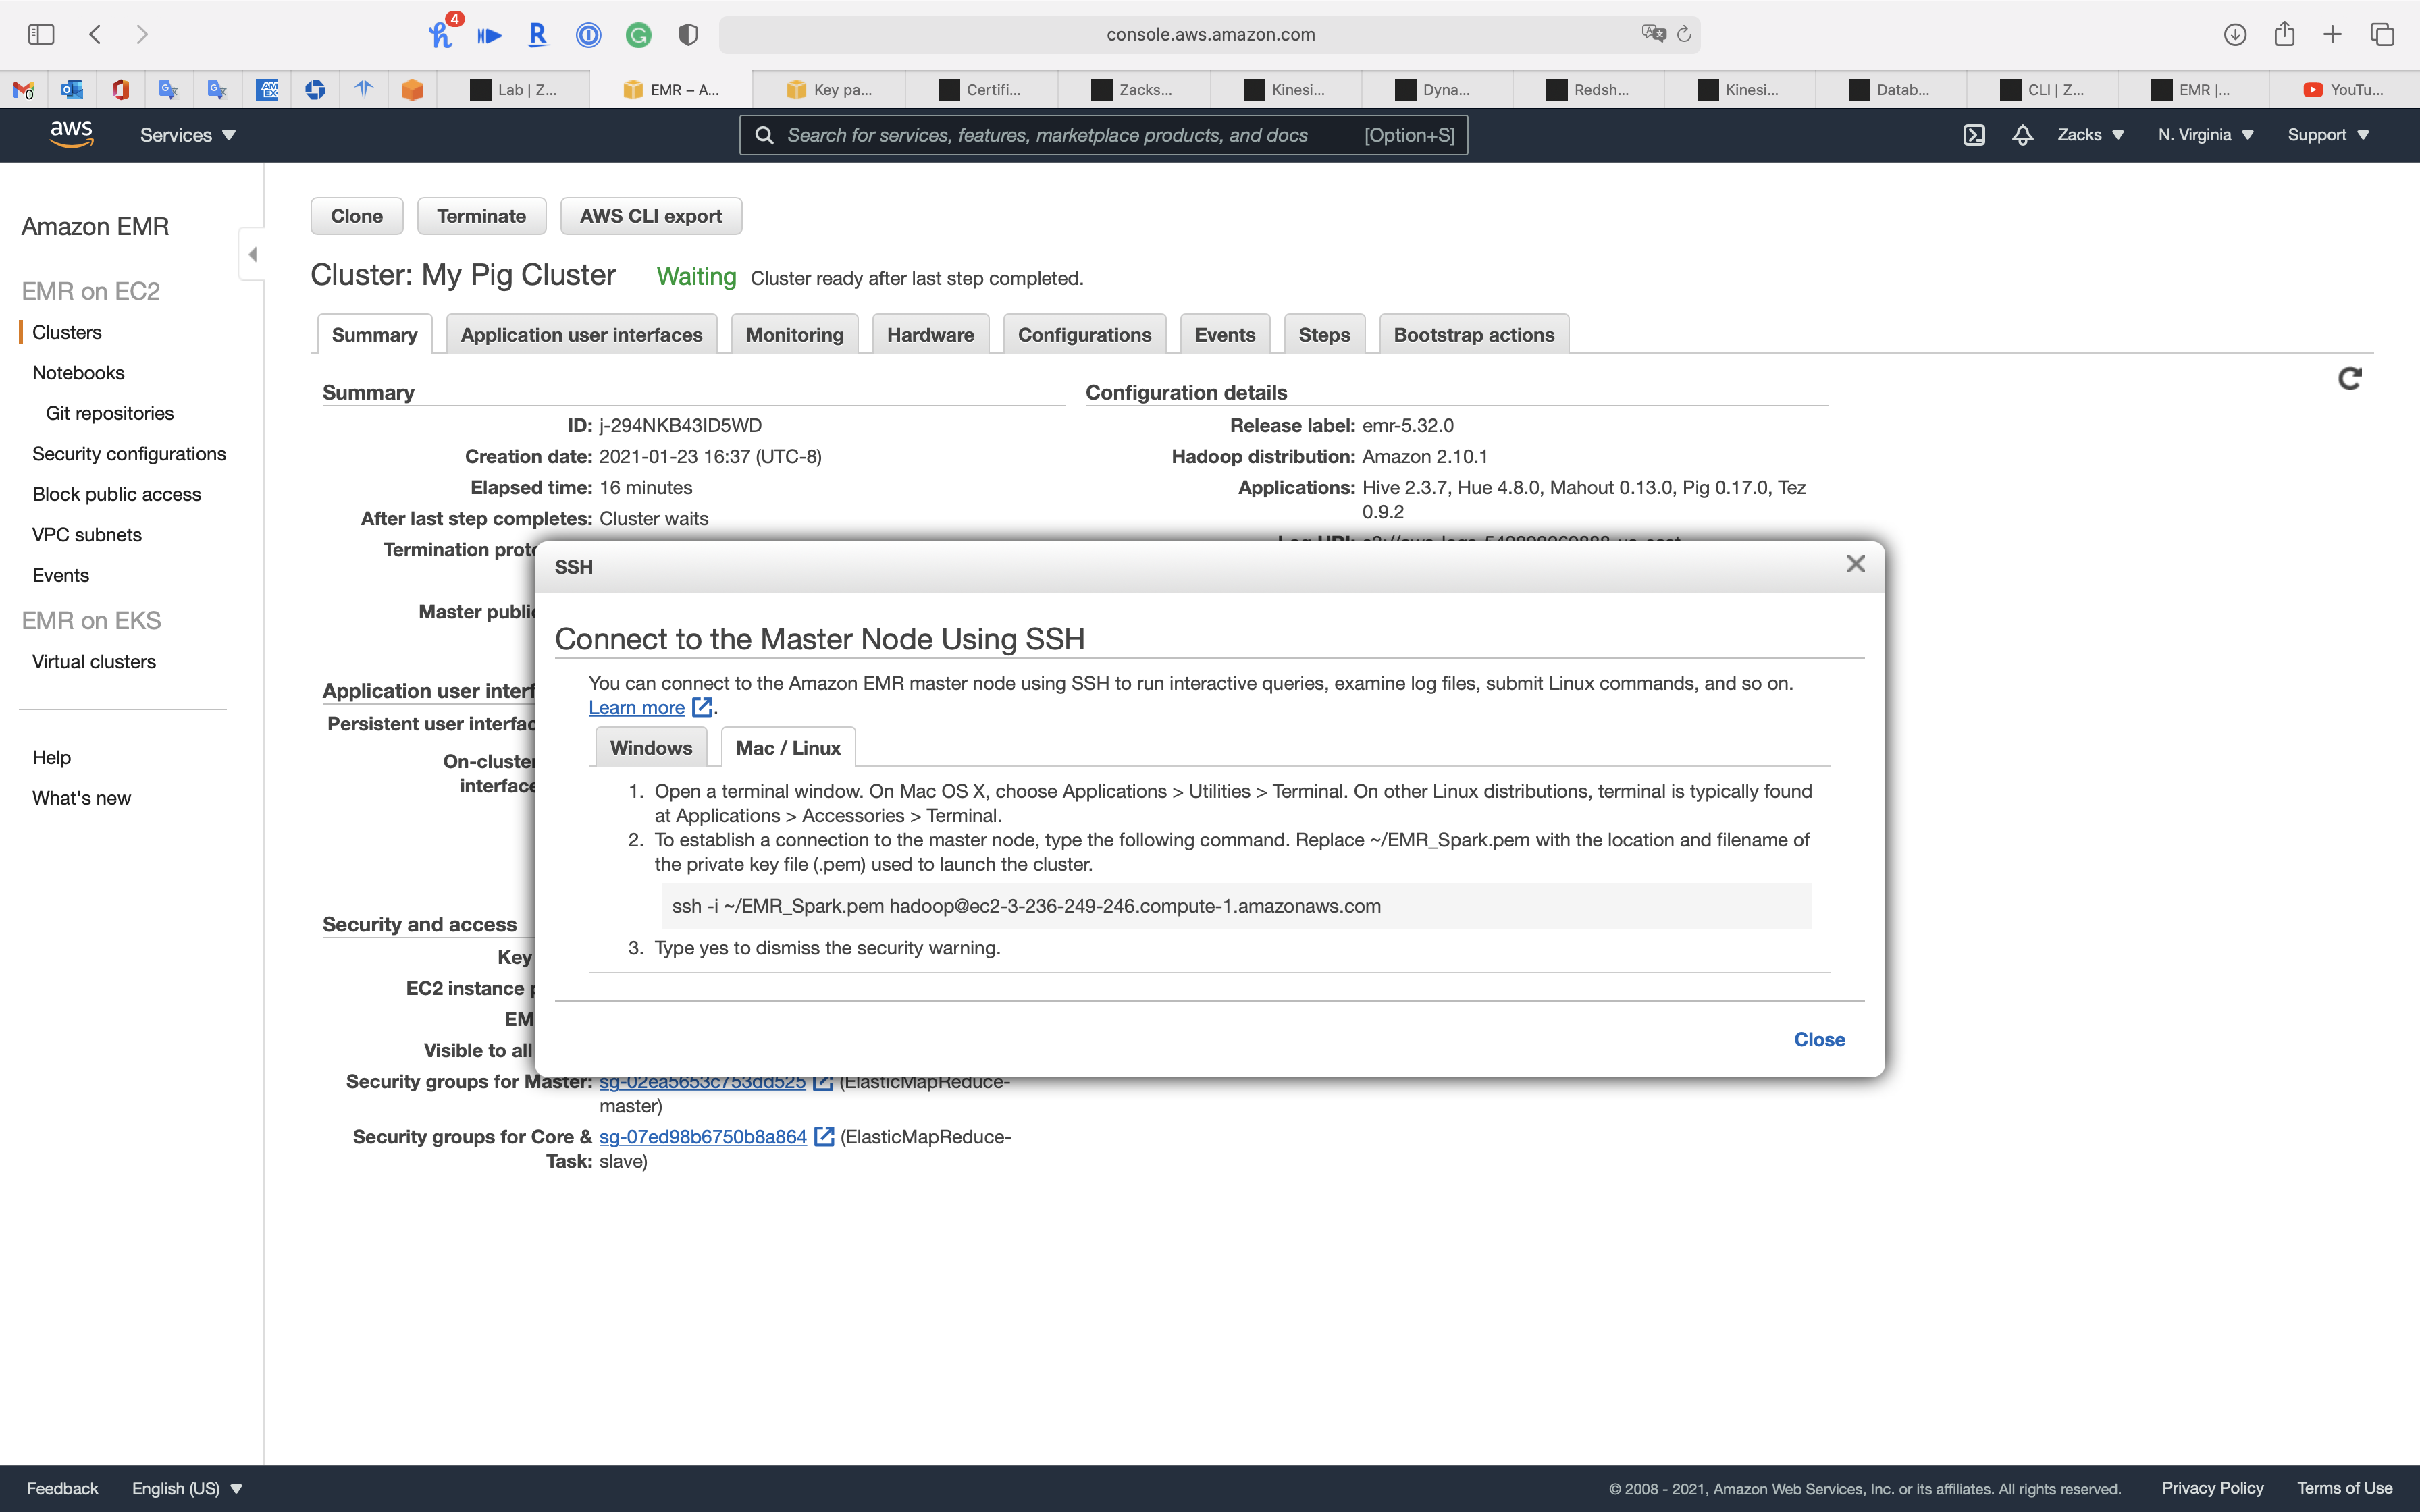 4
console.aws.amazon.com
Lab | Z...
EMR – A...
Key pa...
Certifi...
Zacks...
Kinesi...
Dyna...
Redsh...
Kinesi...
Datab...
CLI | Z...
EMR |...
YouTu...
aws
Services
Search for services, features, marketplace products, and docs [Option+S]
Zacks
N. Virginia
Support
Amazon EMR
EMR on EC2
Clusters
Notebooks
Git repositories
Security configurations
Block public access
VPC subnets
Events
EMR on EKS
Virtual clusters
Help
What's new
Clone
Terminate
AWS CLI export
Cluster: My Pig Cluster Waiting Cluster ready after last step completed.
Summary
Application user interfaces
Monitoring
Hardware
Configurations
Events
Steps
Bootstrap actions
Summary
ID: j-294NKB43ID5WD
Creation date: 2021-01-23 16:37 (UTC-8)
Elapsed time: 16 minutes
After last step completes: Cluster waits
Termination prote
Master public
Application user interf
Persistent user interfac
On-cluster
interface
Security and access
Key
EC2 instance p
EM
Visible to all
Security groups for Master: sg-02ea5653c753dd525 (ElasticMapReduce-
master)
Security groups for Core & sg-07ed98b6750b8a864 (ElasticMapReduce-
Task: slave)
Configuration details
Release label: emr-5.32.0
Hadoop distribution: Amazon 2.10.1
Applications: Hive 2.3.7, Hue 4.8.0, Mahout 0.13.0, Pig 0.17.0, Tez
0.9.2
SSH
Connect to the Master Node Using SSH
You can connect to the Amazon EMR master node using SSH to run interactive queries, examine log files, submit Linux commands, and so on.
Learn more .
Windows
Mac / Linux
1. Open a terminal window. On Mac OS X, choose Applications > Utilities > Terminal. On other Linux distributions, terminal is typically found
at Applications > Accessories > Terminal.
2. To establish a connection to the master node, type the following command. Replace ~/EMR_Spark.pem with the location and filename of
the private key file (.pem) used to launch the cluster.
ssh -i ~/EMR_Spark.pem hadoop@ec2-3-236-249-246.compute-1.amazonaws.com
3. Type yes to dismiss the security warning.
Close
Feedback
English (US)
© 2008 - 2021, Amazon Web Services, Inc. or its affiliates. All rights reserved.
Privacy Policy
Terms of Use